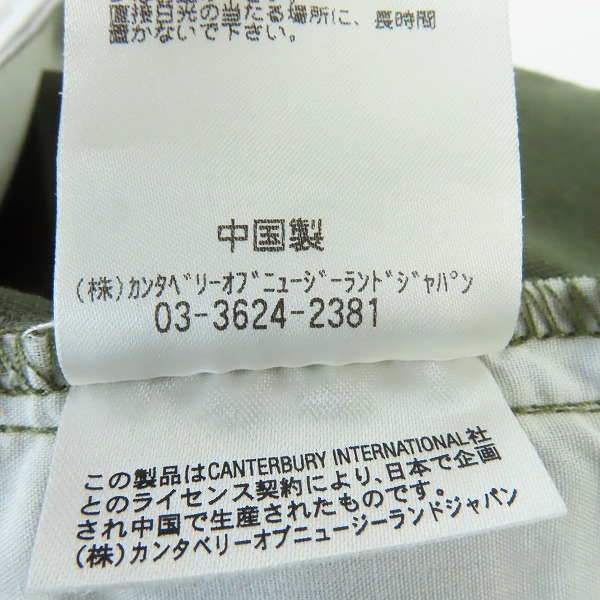 直接日光の当たる場所に、長時間
置かないで下さい。
中国製
(株)カンタベリーオブニュージーランドジャパン
03-3624-2381
この製品はCANTERBURY INTERNATIONAL社
とのライセンス契約により、日本で企画
され中国で生産されたものです。
(株)カンタベリーオブニュージーランドジャパン